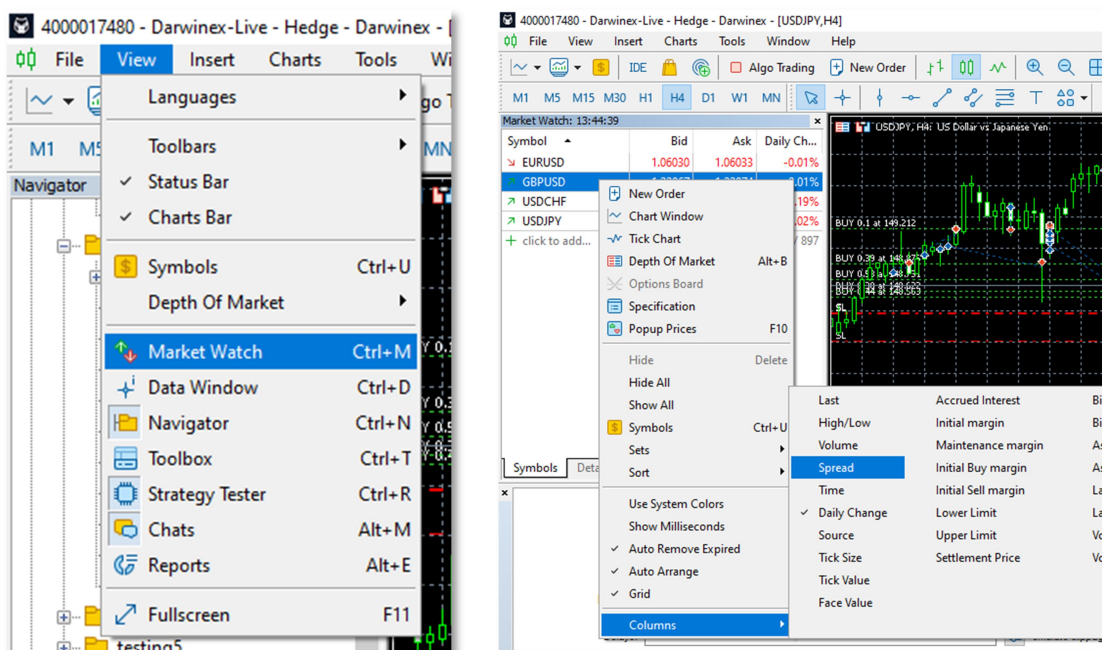 4000017480 - Darwinex-Live - Hedge - Darwinex - [
File View Insert Charts Tools
M1
Navigator
Languages
Toolbars
Status Bar
Charts Bar
Symbols Ctrl+U
Depth Of Market
Market Watch Ctrl+M
Data Window Ctrl+D
Navigator Ctrl+N
Toolbox Ctrl+T
Strategy Tester Ctrl+R
Chats Alt+M
Reports Alt+E
Fullscreen F11
testing5
4000017480 - Darwinex-Live - Hedge - Darwinex - [USDJPY,H4]
File View Insert Charts Tools Window Help
$ IDE Algo Trading New Order
M1 M5 M15 M30 H1 H4 D1 W1 MN T
Market Watch: 13:44:39
Symbol Bid Ask Daily Ch...
EURUSD 1.06030 1.06033 -0.01%
GBPUSD
USDCHF .19%
USDJPY .02%
+ click to add... / 897
Symbols
New Order
Chart Window
Tick Chart
Depth Of Market Alt+B
Options Board
Specification
Popup Prices F10
Hide Delete
Hide All
Show All
Symbols Ctrl+U
Sets
Sort
Use System Colors
Show Milliseconds
Auto Remove Expired
Auto Arrange
Grid
Columns
USDJPY, H4: US Dollar vs Japanese Yen
BUY 0.1 at 149.212
SL
SL
Last Accrued Interest
High/Low Initial margin
Volume Maintenance margin
Spread Initial Buy margin
Time Initial Sell margin
Daily Change Lower Limit
Source Upper Limit
Tick Size Settlement Price
Tick Value
Face Value